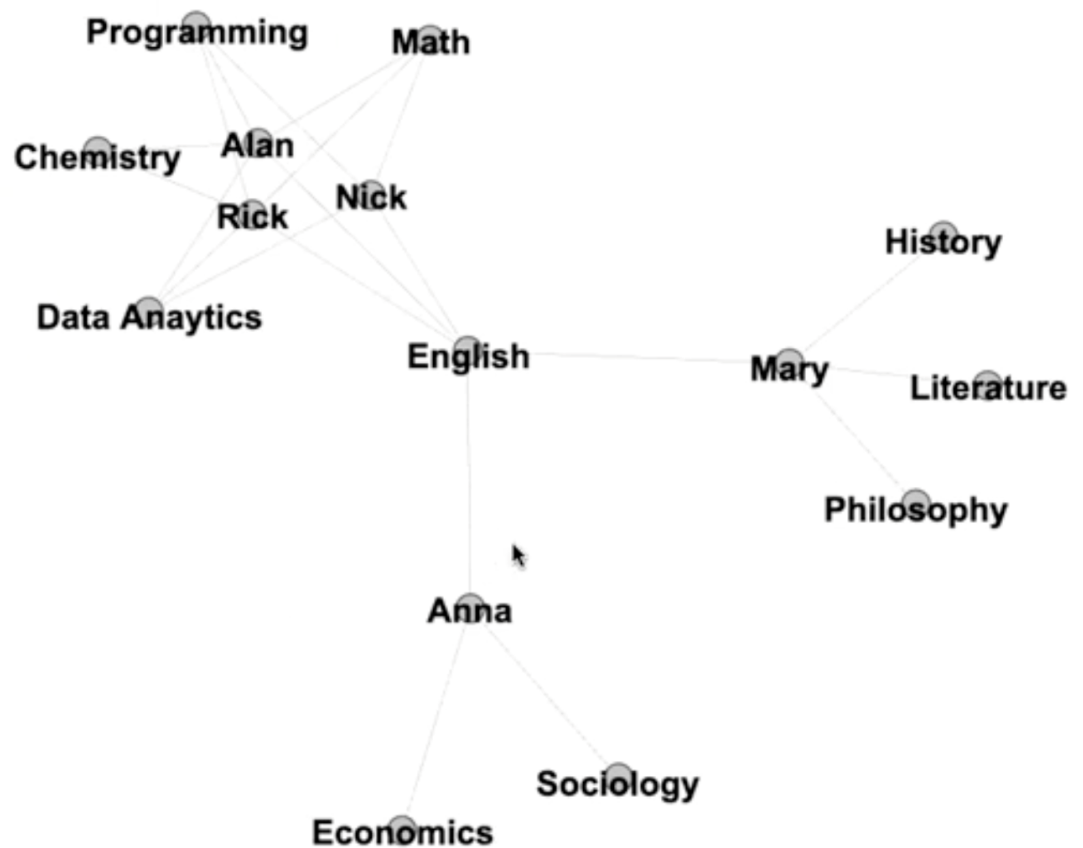 Programming
Math
Alan
Chemistry
Nick
Rick
History
Data Anaytics
English
Mary
Literature
Philosophy
Anna
Sociology
Economics